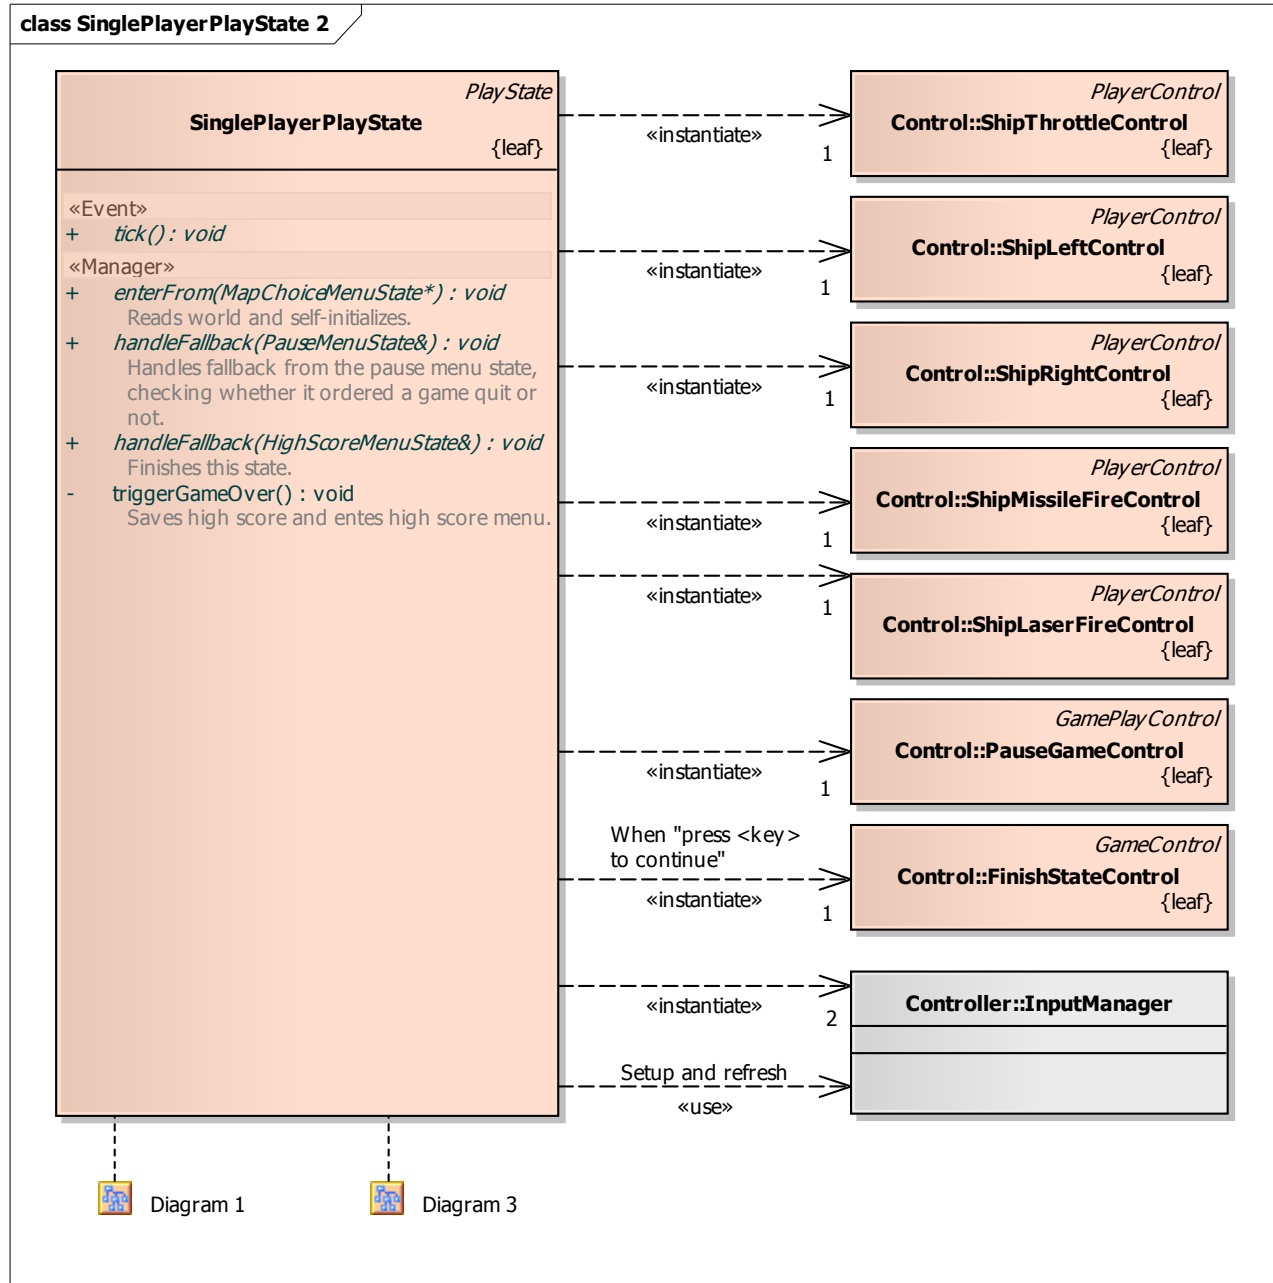 class SinglePlayerPlayState 2
PlayState
SinglePlayerPlayState
{leaf}
«Event»
+ tick() : void
«Manager»
+ enterFrom(MapChoiceMenuState*) : void
Reads world and self-initializes.
+ handleFallback(PauseMenuState&) : void
Handles fallback from the pause menu state,
checking whether it ordered a game quit or
not.
+ handleFallback(HighScoreMenuState&) : void
Finishes this state.
- triggerGameOver() : void
Saves high score and entes high score menu.
«instantiate»
1
PlayerControl
Control::ShipThrottleControl
{leaf}
«instantiate»
1
PlayerControl
Control::ShipLeftControl
{leaf}
«instantiate»
1
PlayerControl
Control::ShipRightControl
{leaf}
«instantiate»
1
PlayerControl
Control::ShipMissileFireControl
{leaf}
«instantiate»
1
PlayerControl
Control::ShipLaserFireControl
{leaf}
«instantiate»
1
GamePlayControl
Control::PauseGameControl
{leaf}
When "press <key>
to continue"
«instantiate»
1
GameControl
Control::FinishStateControl
{leaf}
«instantiate»
2
Controller::InputManager
Setup and refresh
«use»
Diagram 1
Diagram 3